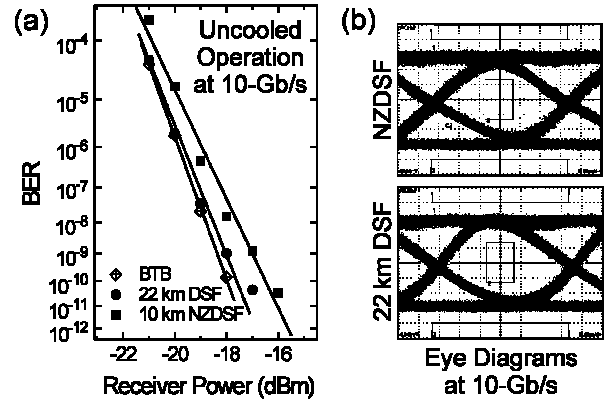 (a)
Uncooled
Operation
at 10-Gb/s
BER
10⁻⁴
10⁻⁵
10⁻⁶
10⁻⁷
10⁻⁸
10⁻⁹
10⁻¹⁰
10⁻¹¹
10⁻¹²
BTB
22 km DSF
10 km NZDSF
-22
-20
-18
-16
Receiver Power (dBm)
(b)
NZDSF
22 km DSF
Eye Diagrams
at 10-Gb/s